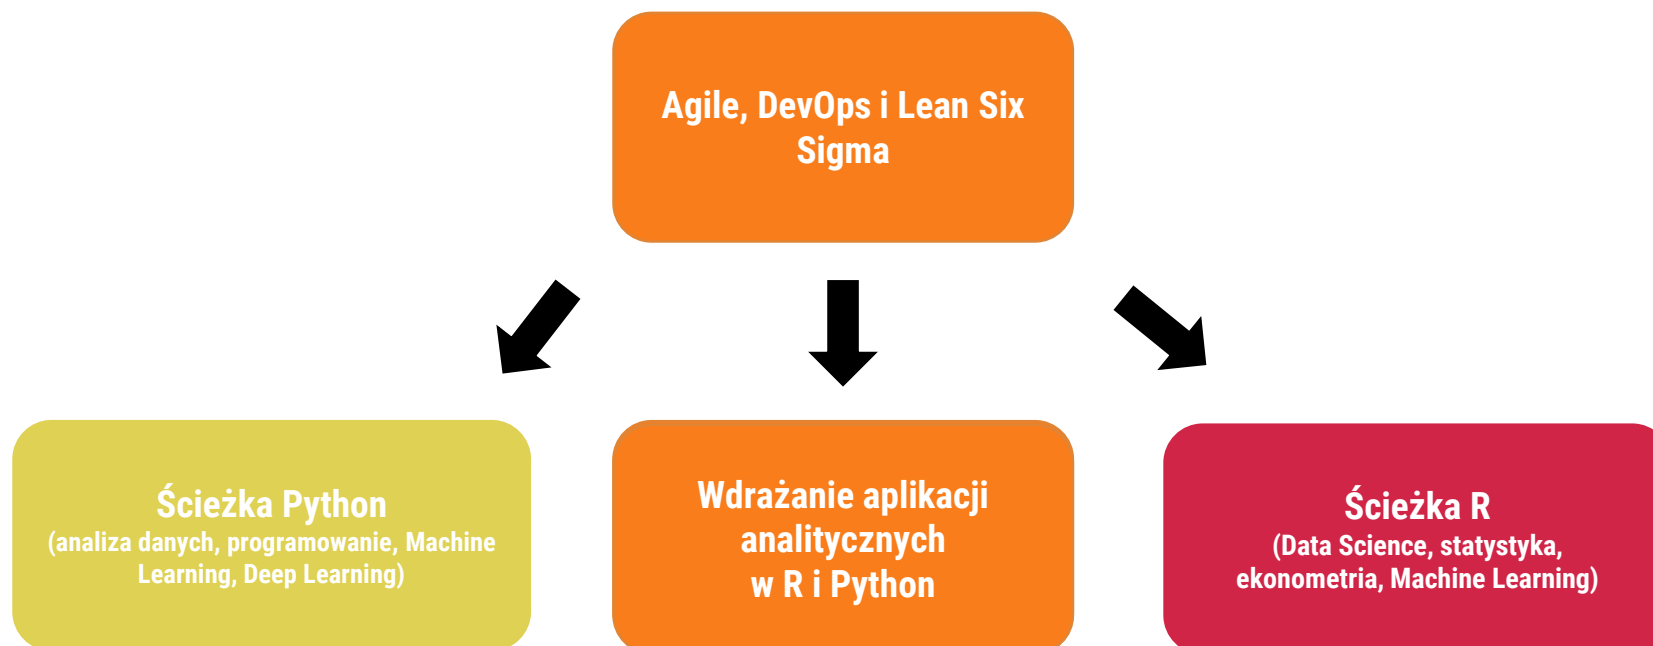 Agile, DevOps i Lean Six
Sigma
Ścieżka Python
(analiza danych, programowanie, Machine
Learning, Deep Learning)
Wdrażanie aplikacji
analitycznych
w R i Python
Ścieżka R
(Data Science, statystyka,
ekonometria, Machine Learning)